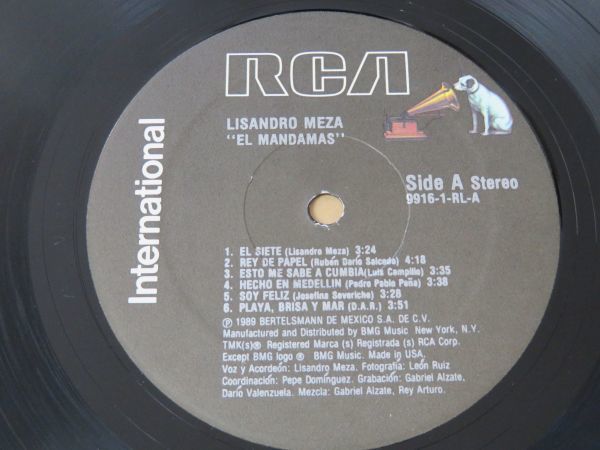 RCA
International
LISANDRO MEZA
"EL MANDAMAS"
Side A Stereo
9916-1-RL-A
1. EL SIETE (Lisandro Meza) 3:24
2. REY DE PAPEL (Rubén Darío Salcedo) 4:18
3. ESTO ME SABE A CUMBIA (Luis Campillo) 3:35
4. HECHO EN MEDELLIN (Pedro Pablo Peña) 3:38
5. SOY FELIZ (Josefina Severiche) 3:28
6. PLAYA, BRISA Y MAR (D.A.R.) 3:51
℗ 1989 BERTELSMANN DE MEXICO S.A. DE C.V.
Manufactured and Distributed by BMG Music New York, N.Y.
TMK(s)® Registered Marca (s) Registrada (s) RCA Corp.
Except BMG logo ® BMG Music. Made in USA.
Voz y Acordeón: Lisandro Meza. Fotografía: León Ruiz
Coordinación: Pepe Domínguez. Grabación: Gabriel Alzate,
Darío Valenzuela. Mezcla: Gabriel Alzate, Rey Arturo.